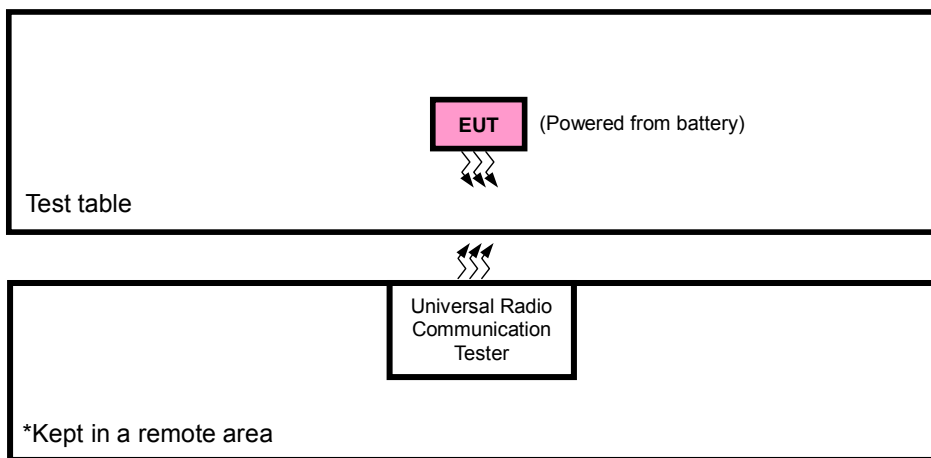 EUT
(Powered from battery)
Test table
Universal Radio
Communication
Tester
*Kept in a remote area